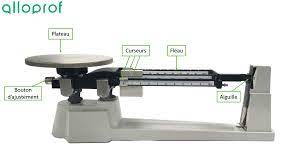 alloprof
Plateau
Curseurs
Fléau
Bouton
d'ajustement
Aiguille